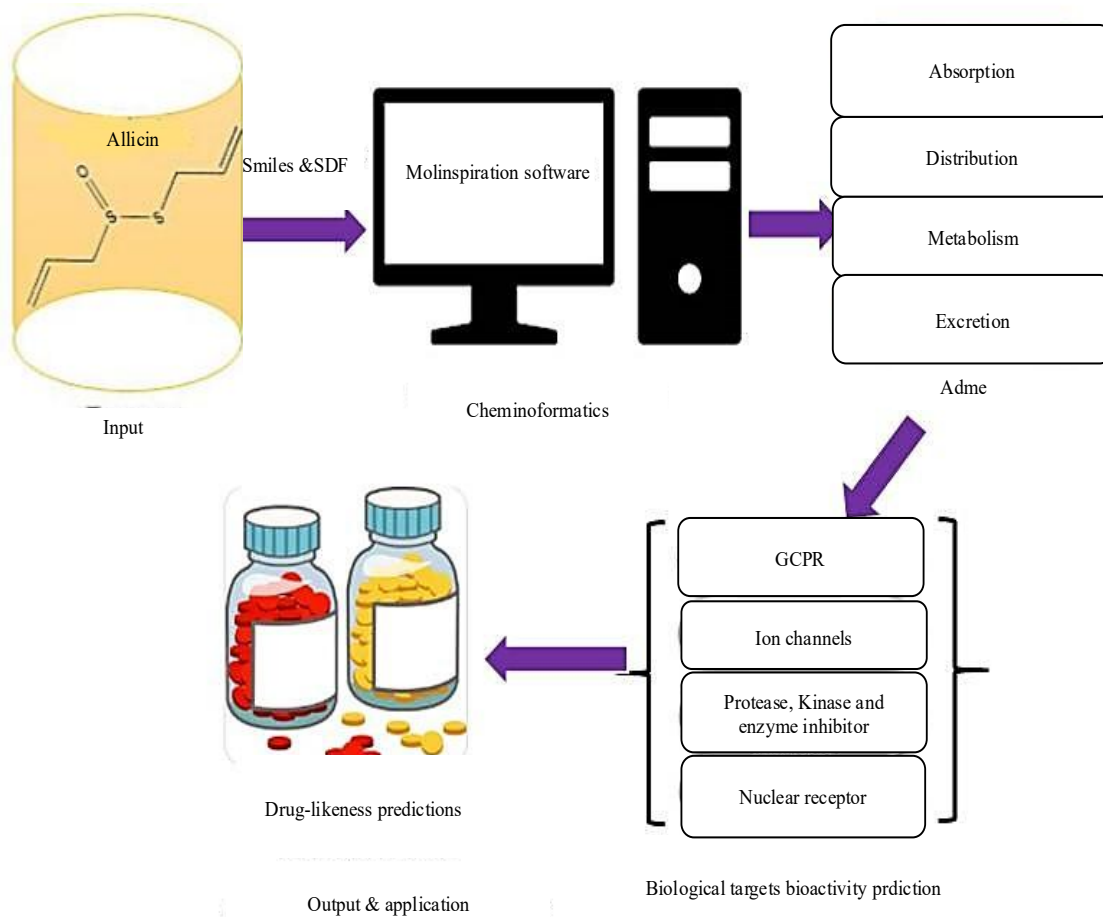 Allicin
O
S
S
Smiles &SDF
Molinspiration software
Absorption
Distribution
Metabolism
Excretion
Input
Cheminoformatics
Adme
GCPR
Ion channels
Protease, Kinase and
enzyme inhibitor
Nuclear receptor
Drug-likeness predictions
Biological targets bioactivity prdiction
Output & application